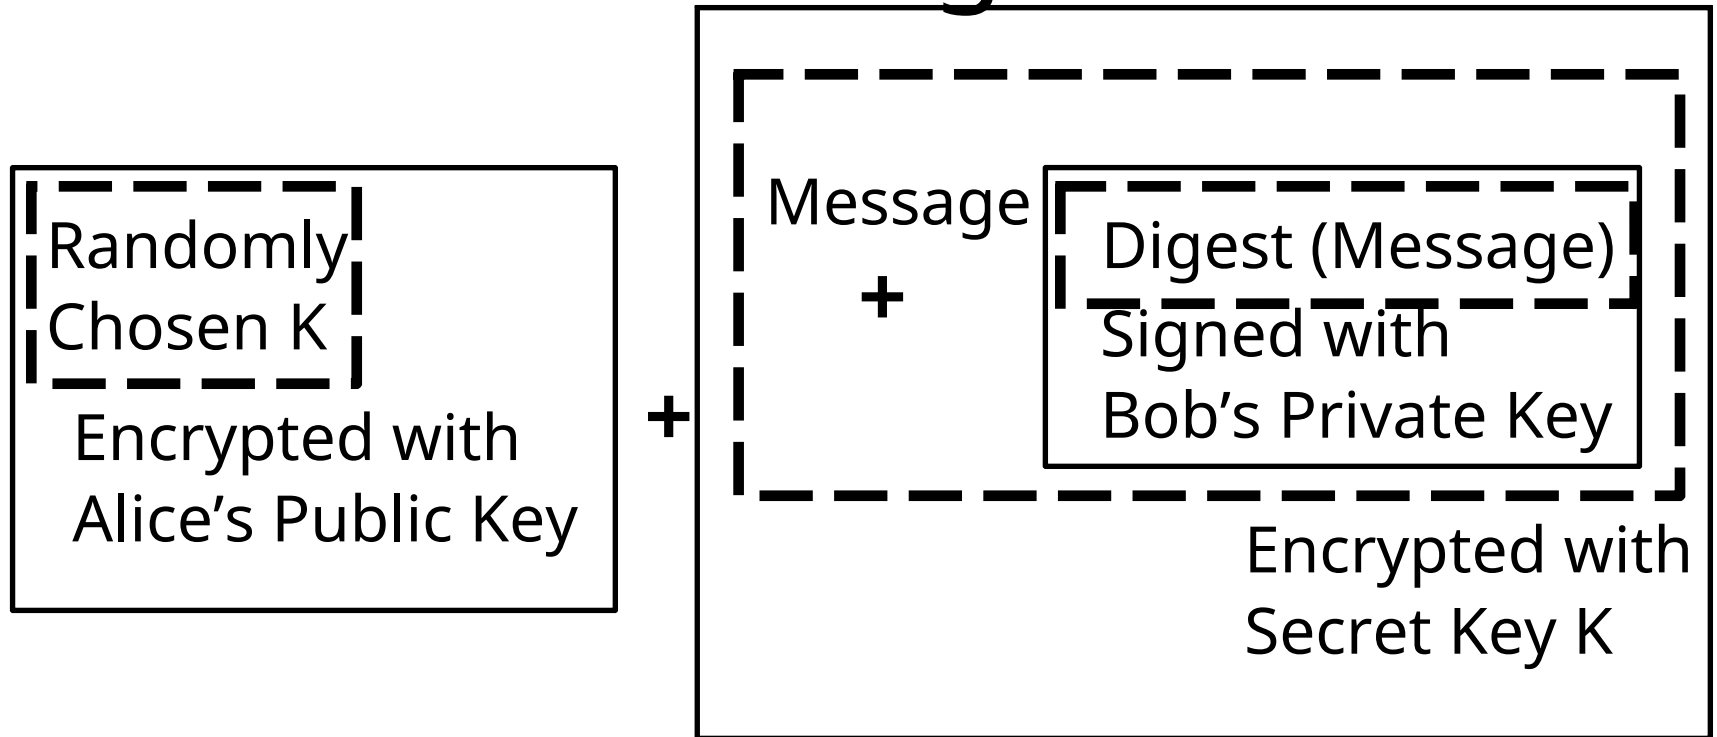 Randomly
Chosen K
Encrypted with
Alice’s Public Key
+
Message
+
Digest (Message)
Signed with
Bob’s Private Key
Encrypted with
Secret Key K